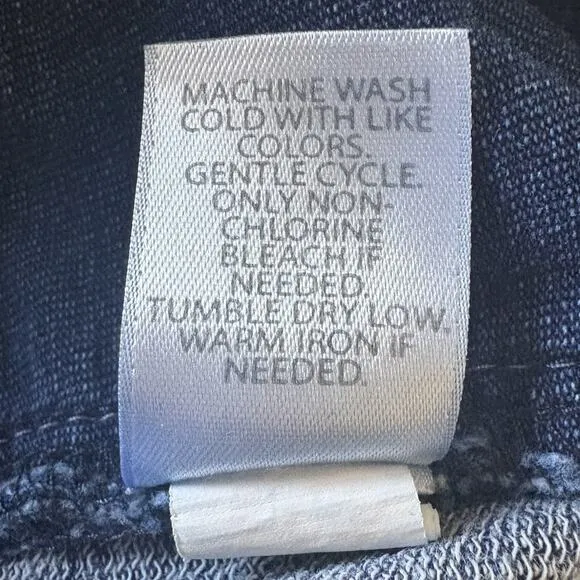 MACHINE WASH
COLD WITH LIKE
COLORS.
GENTLE CYCLE.
ONLY NON-
CHLORINE
BLEACH IF
NEEDED.
TUMBLE DRY LOW.
WARM IRON IF
NEEDED.